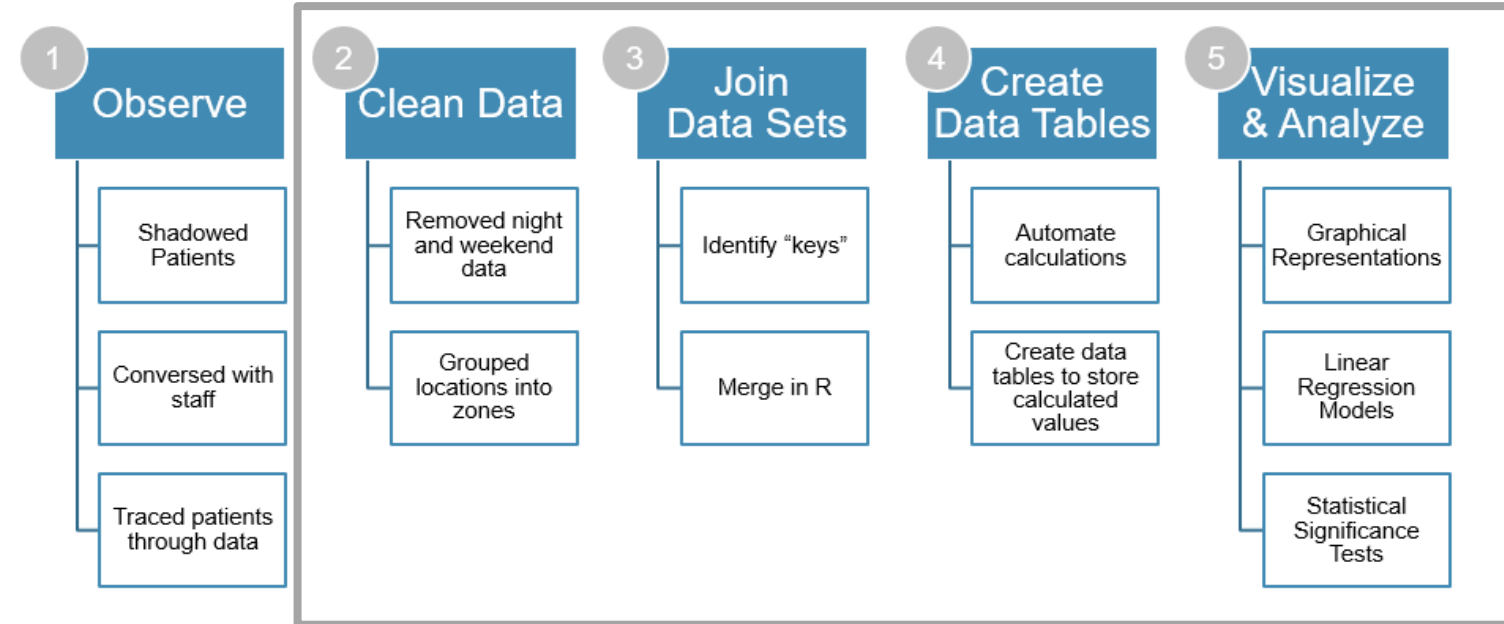 1
Observe
Shadowed
Patients
Conversed with
staff
Traced patients
through data
2
Clean Data
Removed night
and weekend
data
Grouped
locations into
zones
3
Join
Data Sets
Identify “keys”
Merge in R
4
Create
Data Tables
Automate
calculations
Create data
tables to store
calculated
values
5
Visualize
& Analyze
Graphical
Representations
Linear
Regression
Models
Statistical
Significance
Tests